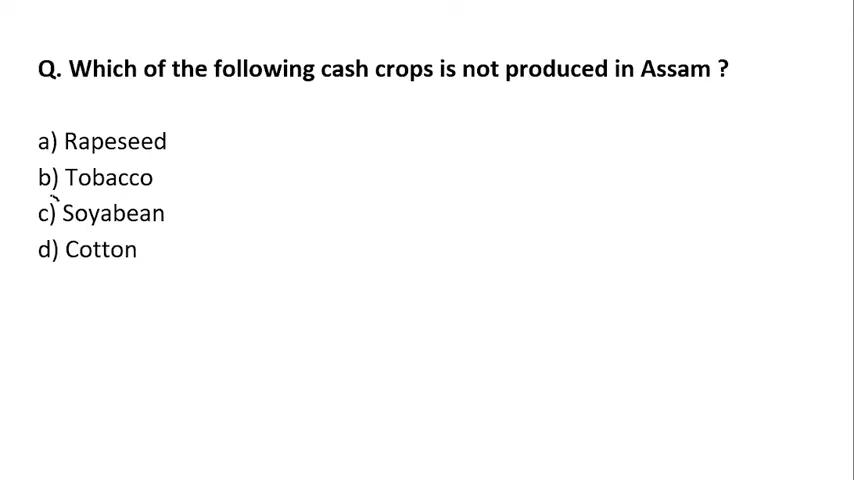 Q. Which of the following cash crops is not produced in Assam ?
a) Rapeseed
b) Tobacco
c) Soyabean
d) Cotton